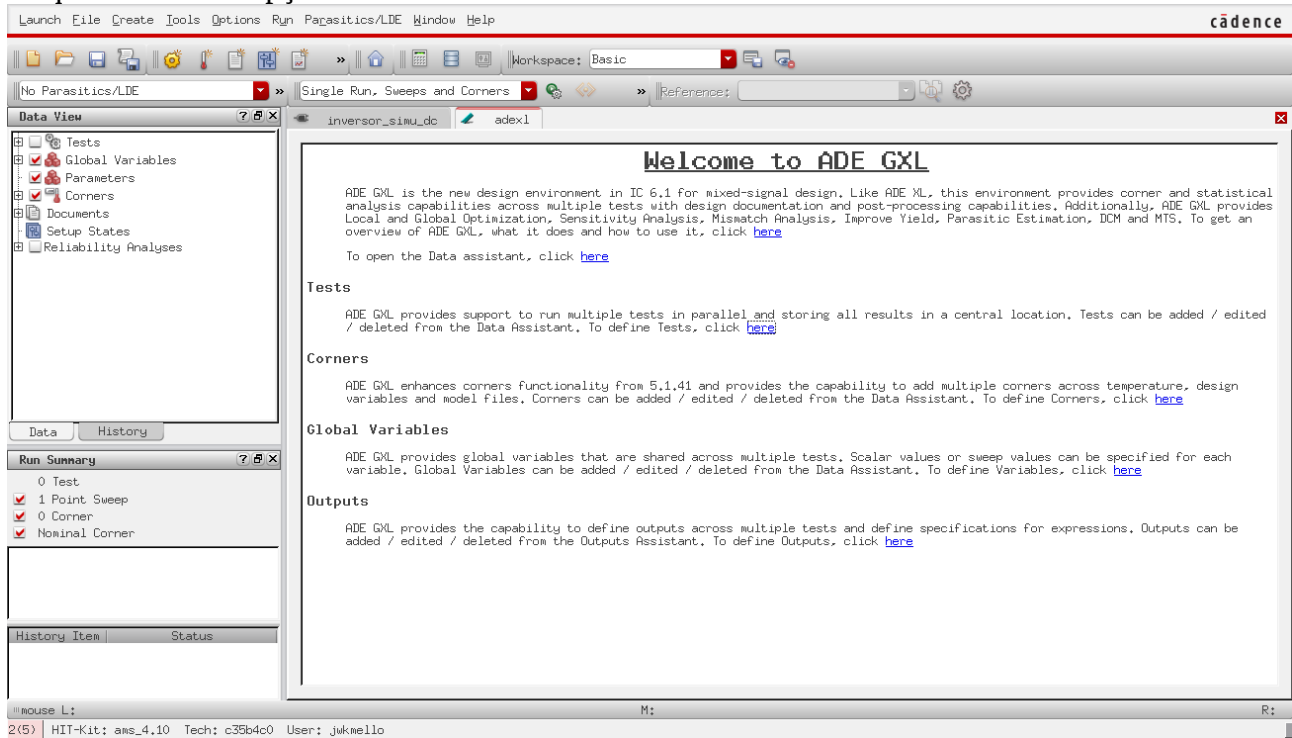 Launch File Create Tools Options Run Parasitics/LDE Window Help
cādence
» Workspace: Basic
No Parasitics/LDE » Single Run, Sweeps and Corners » Reference:
Data View
inversor_simu_dc adexl
Tests
Global Variables
Parameters
Corners
Documents
Setup States
Reliability Analyses
Data History
Run Summary
0 Test
1 Point Sweep
0 Corner
Nominal Corner
History Item Status
Welcome to ADE GXL
ADE GXL is the new design environment in IC 6.1 for mixed-signal design. Like ADE XL, this environment provides corner and statistical
analysis capabilities across multiple tests with design documentation and post-processing capabilities. Additionally, ADE GXL provides
Local and Global Optimization, Sensitivity Analysis, Mismatch Analysis, Improve Yield, Parasitic Estimation, DCM and MTS. To get an
overview of ADE GXL, what it does and how to use it, click here
To open the Data assistant, click here
Tests
ADE GXL provides support to run multiple tests in parallel and storing all results in a central location. Tests can be added / edited
/ deleted from the Data Assistant. To define Tests, click here
Corners
ADE GXL enhances corners functionality from 5.1.41 and provides the capability to add multiple corners across temperature, design
variables and model files. Corners can be added / edited / deleted from the Data Assistant. To define Corners, click here
Global Variables
ADE GXL provides global variables that are shared across multiple tests. Scalar values or sweep values can be specified for each
variable. Global Variables can be added / edited / deleted from the Data Assistant. To define Variables, click here
Outputs
ADE GXL provides the capability to define outputs across multiple tests and define specifications for expressions. Outputs can be
added / edited / deleted from the Outputs Assistant. To define Outputs, click here
mouse L: M: R:
2(5) HIT-Kit: ams_4.10 Tech: c35b4c0 User: jwkmello